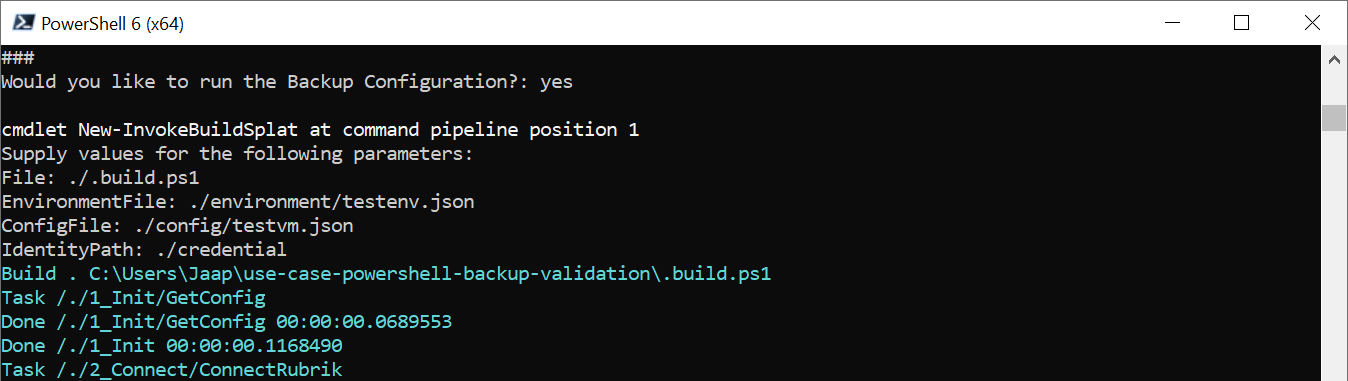 PowerShell 6 (x64)
###
Would you like to run the Backup Configuration?: yes
cmdlet New-InvokeBuildSplat at command pipeline position 1
Supply values for the following parameters:
File: ./.build.ps1
EnvironmentFile: ./environment/testenv.json
ConfigFile: ./config/testvm.json
IdentityPath: ./credential
Build . C:\Users\Jaap\use-case-powershell-backup-validation\.build.ps1
Task /./1_Init/GetConfig
Done /./1_Init/GetConfig 00:00:00.0689553
Done /./1_Init 00:00:00.1168490
Task /./2_Connect/ConnectRubrik